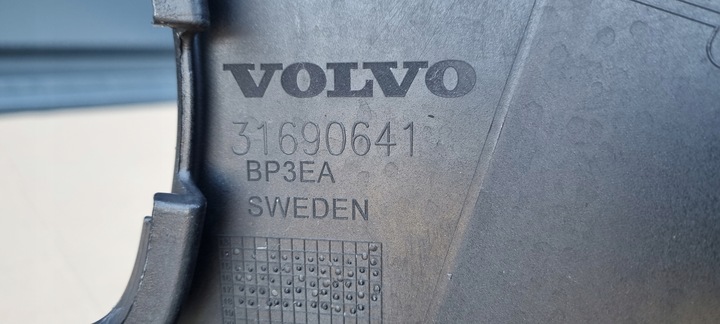 VOLVO
31690641
BP3EA
SWEDEN